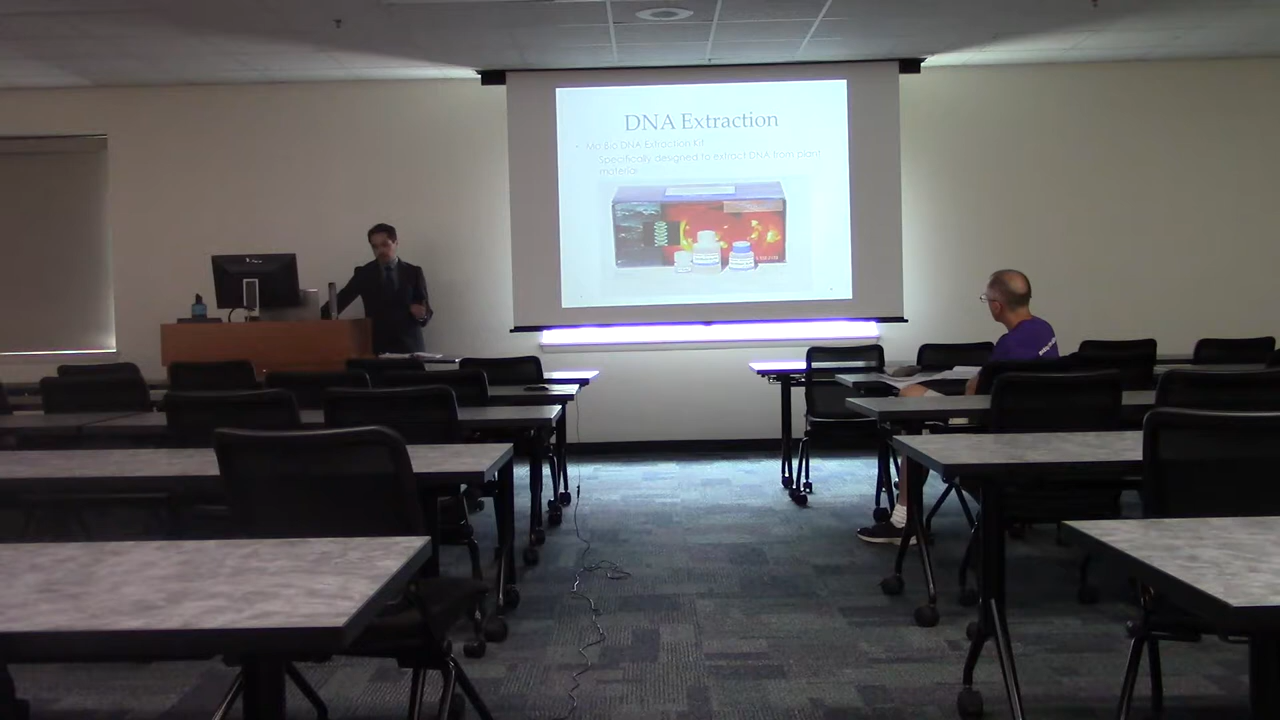 DNA Extraction
• Mo Bio DNA Extraction Kit
Specifically designed to extract DNA from plant
material